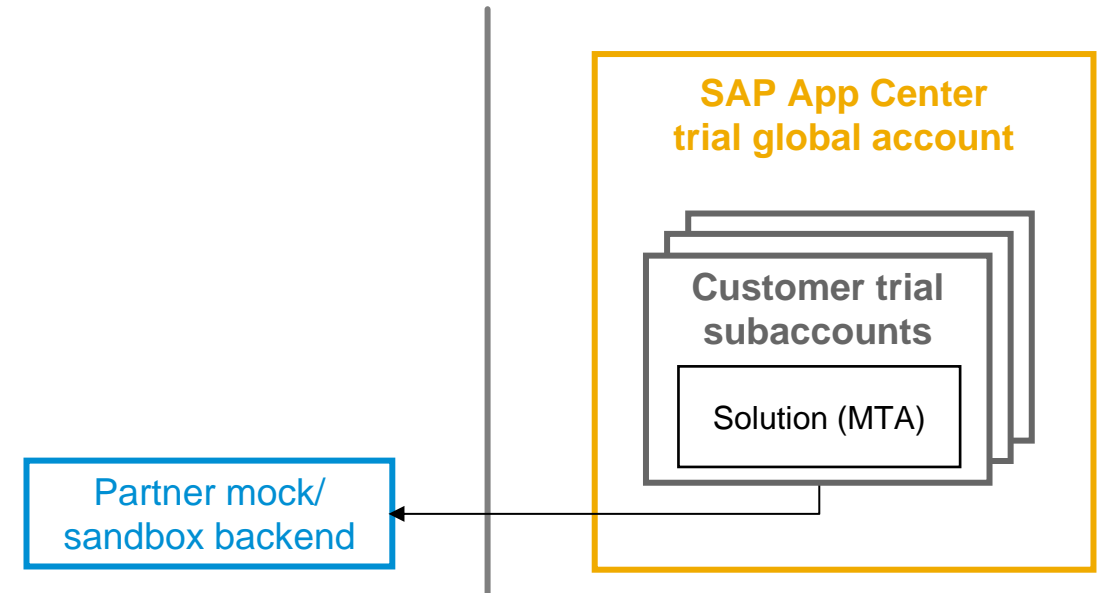 SAP App Center
trial global account
Customer trial
subaccounts
Solution (MTA)
Partner mock/
sandbox backend